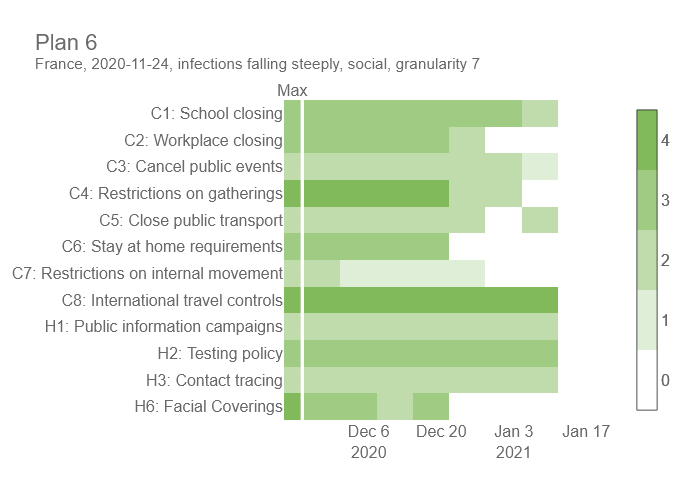 Plan 6
France, 2020-11-24, infections falling steeply, social, granularity 7
Max
C1: School closing
C2: Workplace closing
C3: Cancel public events
C4: Restrictions on gatherings
C5: Close public transport
C6: Stay at home requirements
C7: Restrictions on internal movement
C8: International travel controls
H1: Public information campaigns
H2: Testing policy
H3: Contact tracing
H6: Facial Coverings
Dec 6 Dec 20 Jan 3 Jan 17
2020 2021
4
3
2
1
0